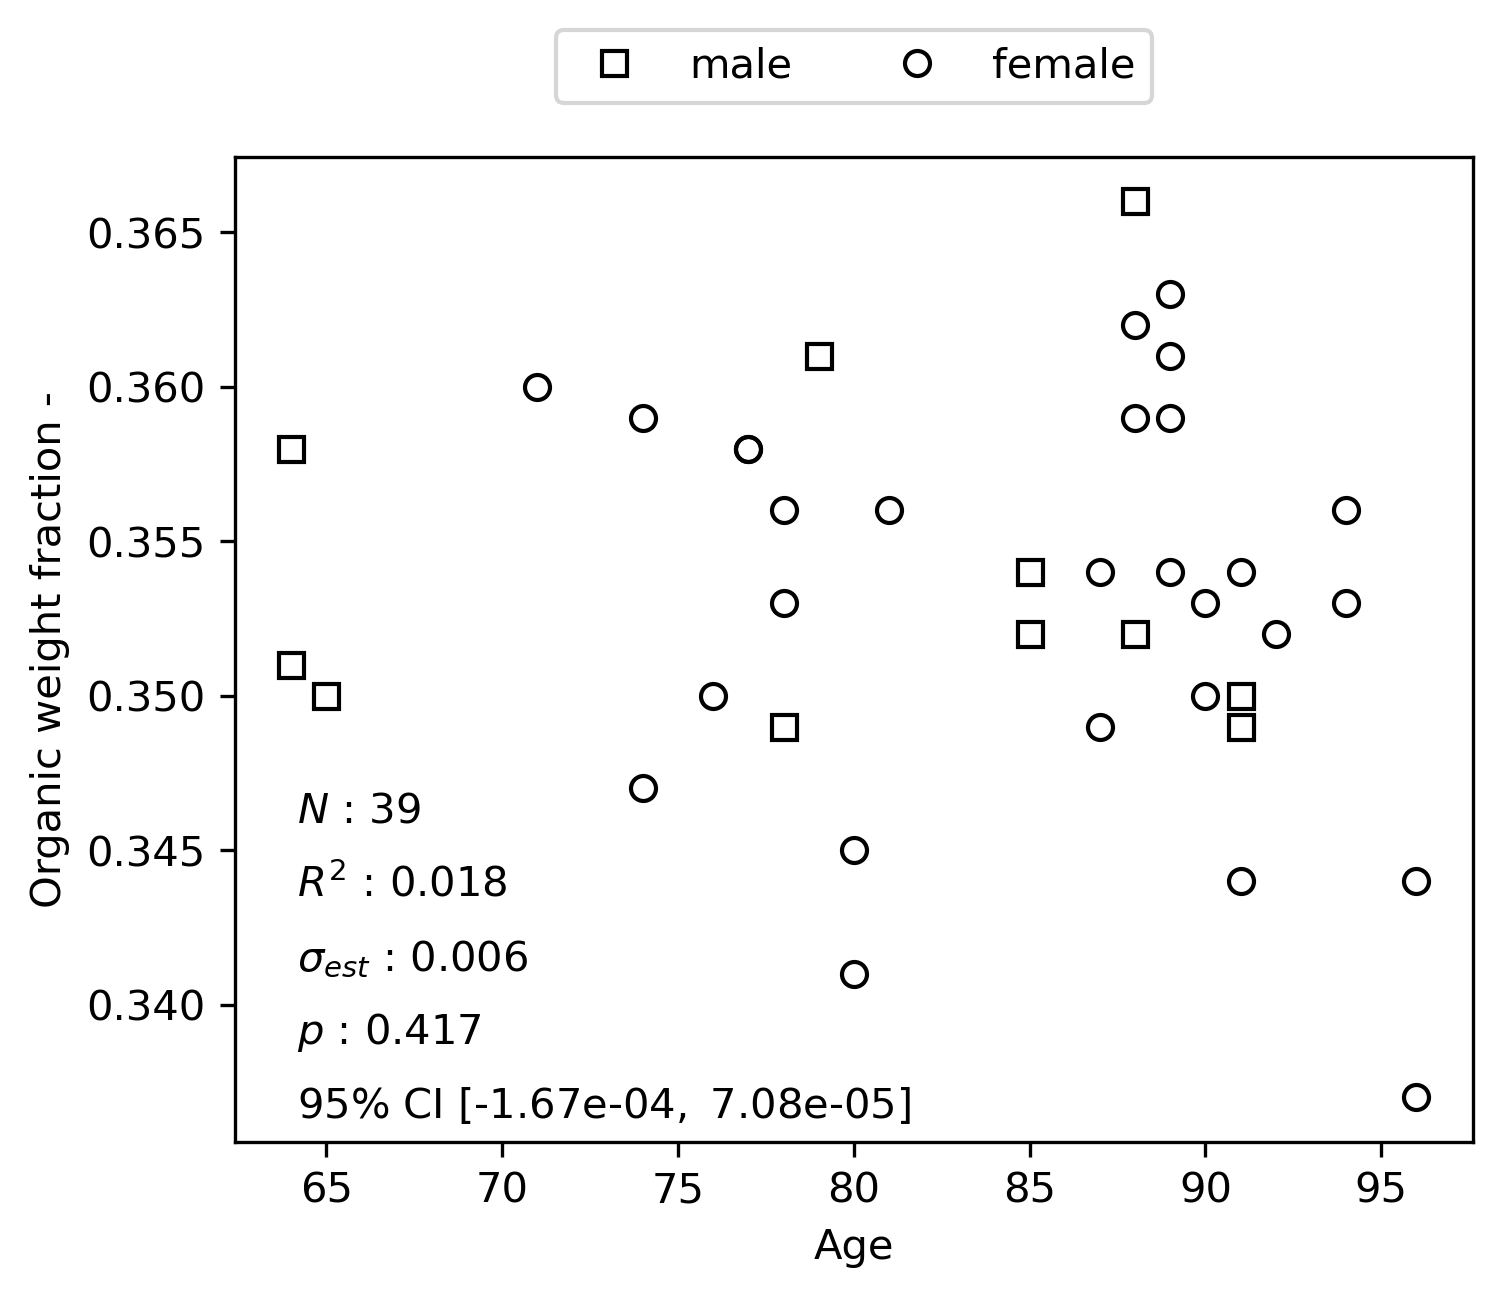 male female
0.365
0.360
0.355
0.350
0.345
0.340
Organic weight fraction -
N : 39
R² : 0.018
σest : 0.006
p : 0.417
95% CI [-1.67e-04, 7.08e-05]
65 70 75 80 85 90 95
Age